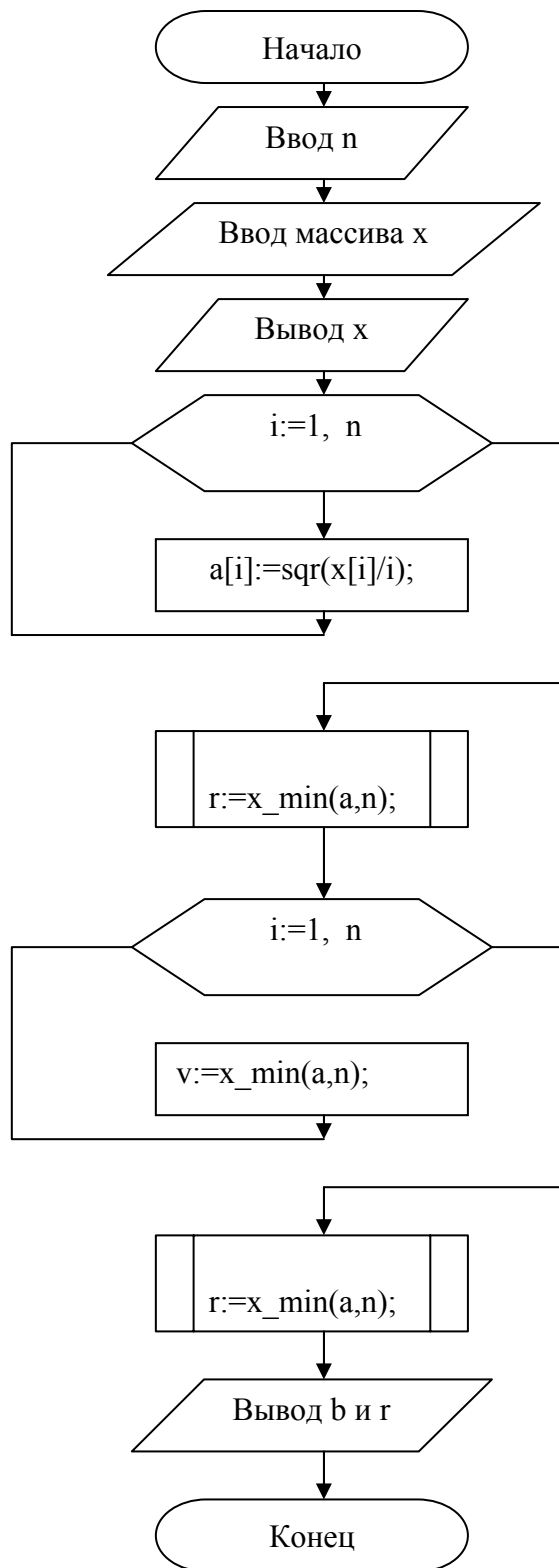 Начало
Ввод n
Ввод массива x
Вывод x
i:=1, n
a[i]:=sqr(x[i]/i);
r:=x_min(a,n);
i:=1, n
v:=x_min(a,n);
r:=x_min(a,n);
Вывод b и r
Конец